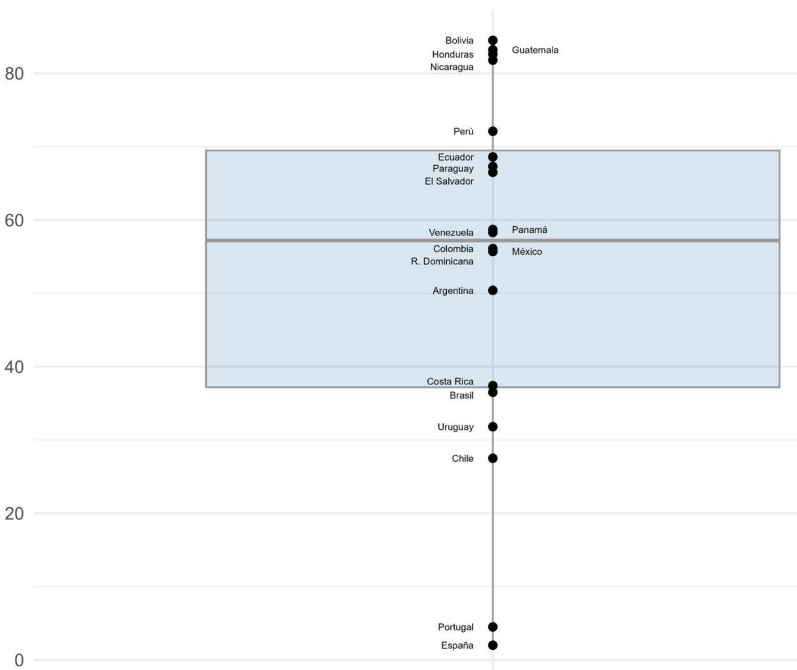 Bolivia
Guatemala
Honduras
Nicaragua
80
Perú
Ecuador
Paraguay
El Salvador
60
Panamá
Venezuela
Colombia
México
R. Dominicana
Argentina
40
Costa Rica
Brasil
Uruguay
Chile
20
Portugal
España
0